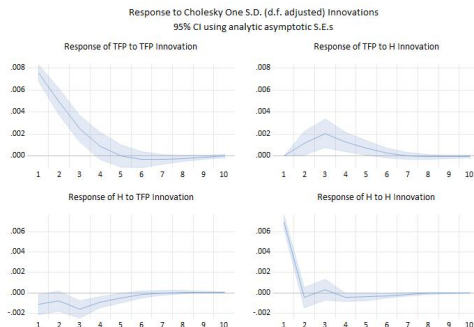 Response to Cholesky One S.D. (d.f. adjusted) Innovations
95% CI using analytic asymptotic S.E.s
Response of TFP to TFP Innovation
.008
.006
.004
.002
.000
1 2 3 4 5 6 7 8 9 10
Response of TFP to H Innovation
.008
.006
.004
.002
.000
1 2 3 4 5 6 7 8 9 10
Response of H to TFP Innovation
.006
.004
.002
.000
-.002
1 2 3 4 5 6 7 8 9 10
Response of H to H Innovation
.006
.004
.002
.000
-.002
1 2 3 4 5 6 7 8 9 10